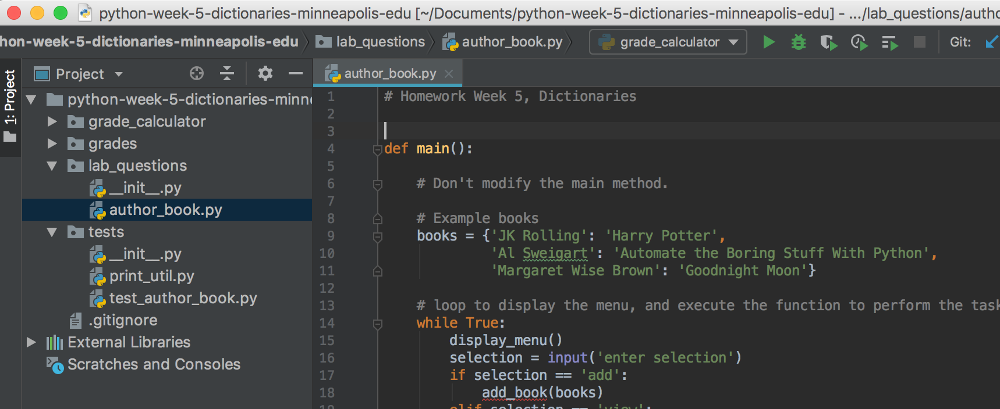 python-week-5-dictionaries-minneapolis-edu [~/Documents/python-week-5-dictionaries-minneapolis-edu] - .../lab_questions/autho
hon-week-5-dictionaries-minneapolis-edu lab_questions author_book.py grade_calculator Git:
1: Project
Project
python-week-5-dictionaries-minn
grade_calculator
grades
lab_questions
__init__.py
author_book.py
tests
__init__.py
print_util.py
test_author_book.py
.gitignore
External Libraries
Scratches and Consoles
author_book.py
1 # Homework Week 5, Dictionaries
2
3
4 def main():
5
6 # Don't modify the main method.
7
8 # Example books
9 books = {'JK Rolling': 'Harry Potter',
10 'Al Sweigart': 'Automate the Boring Stuff With Python',
11 'Margaret Wise Brown': 'Goodnight Moon'}
12
13 # loop to display the menu, and execute the function to perform the task
14 while True:
15 display_menu()
16 selection = input('enter selection')
17 if selection == 'add':
18 add_book(books)
19 elif selection == 'view':